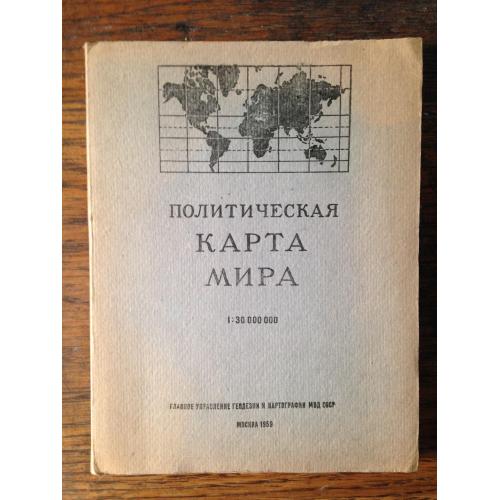 ПОЛИТИЧЕСКАЯ
КАРТА
МИРА
1:30 000 000
ГЛАВНОЕ УПРАВЛЕНИЕ ГЕОДЕЗИИ И КАРТОГРАФИИ МВД СССР
МОСКВА 1959